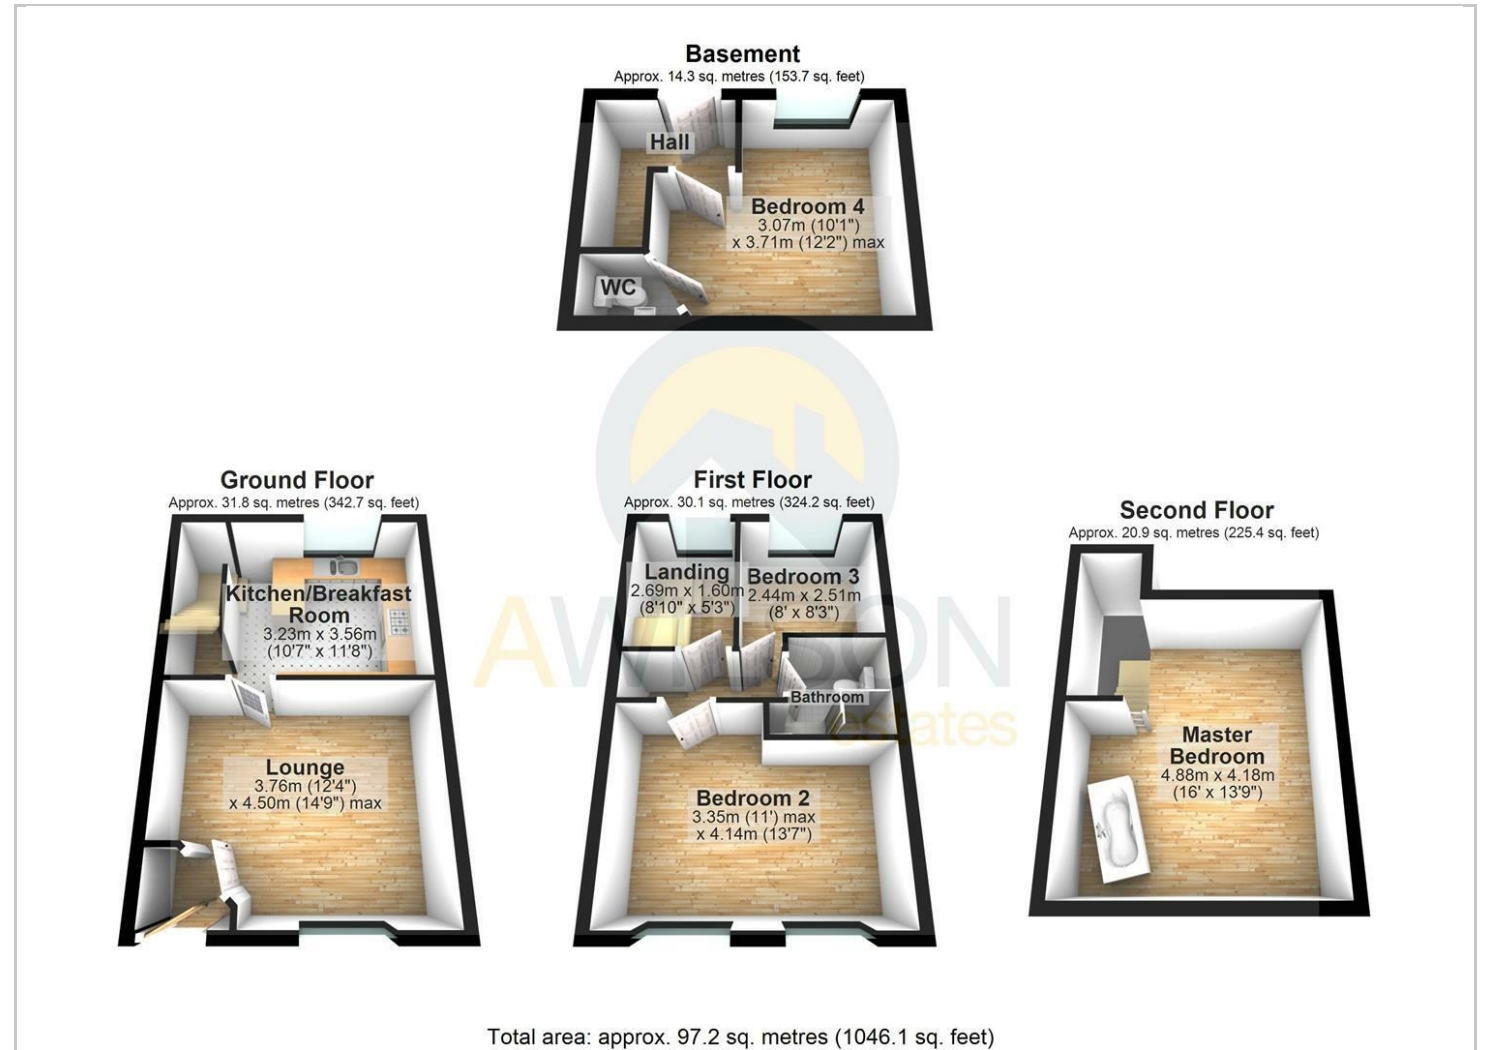 Basement
Approx. 14.3 sq. metres (153.7 sq. feet)
Hall
Bedroom 4
3.07m (10'1")
x 3.71m (12'2") max
WC
Ground Floor
Approx. 31.8 sq. metres (342.7 sq. feet)
Kitchen/Breakfast
Room
3.23m x 3.56m
(10'7" x 11'8")
Lounge
3.76m (12'4")
x 4.50m (14'9") max
First Floor
Approx. 30.1 sq. metres (324.2 sq. feet)
Landing
2.69m x 1.60m
(8'10" x 5'3")
Bedroom 3
2.44m x 2.51m
(8' x 8'3")
Bathroom
Bedroom 2
3.35m (11') max
x 4.14m (13'7")
AWILSON
estates
Second Floor
Approx. 20.9 sq. metres (225.4 sq. feet)
Master
Bedroom
4.88m x 4.18m
(16' x 13'9")
Total area: approx. 97.2 sq. metres (1046.1 sq. feet)